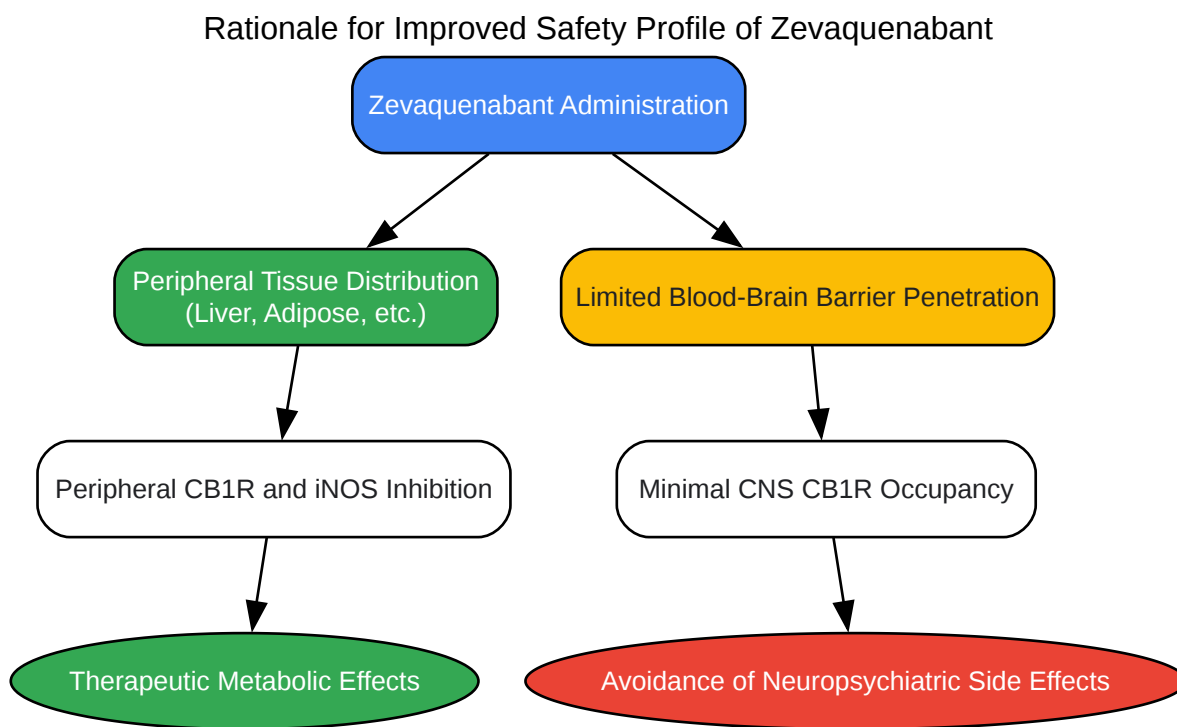 Rationale for Improved Safety Profile of Zevaquenabant
Zevaquenabant Administration
Peripheral Tissue Distribution
(Liver, Adipose, etc.)
Limited Blood-Brain Barrier Penetration
Peripheral CB1R and iNOS Inhibition
Minimal CNS CB1R Occupancy
Therapeutic Metabolic Effects
Avoidance of Neuropsychiatric Side Effects